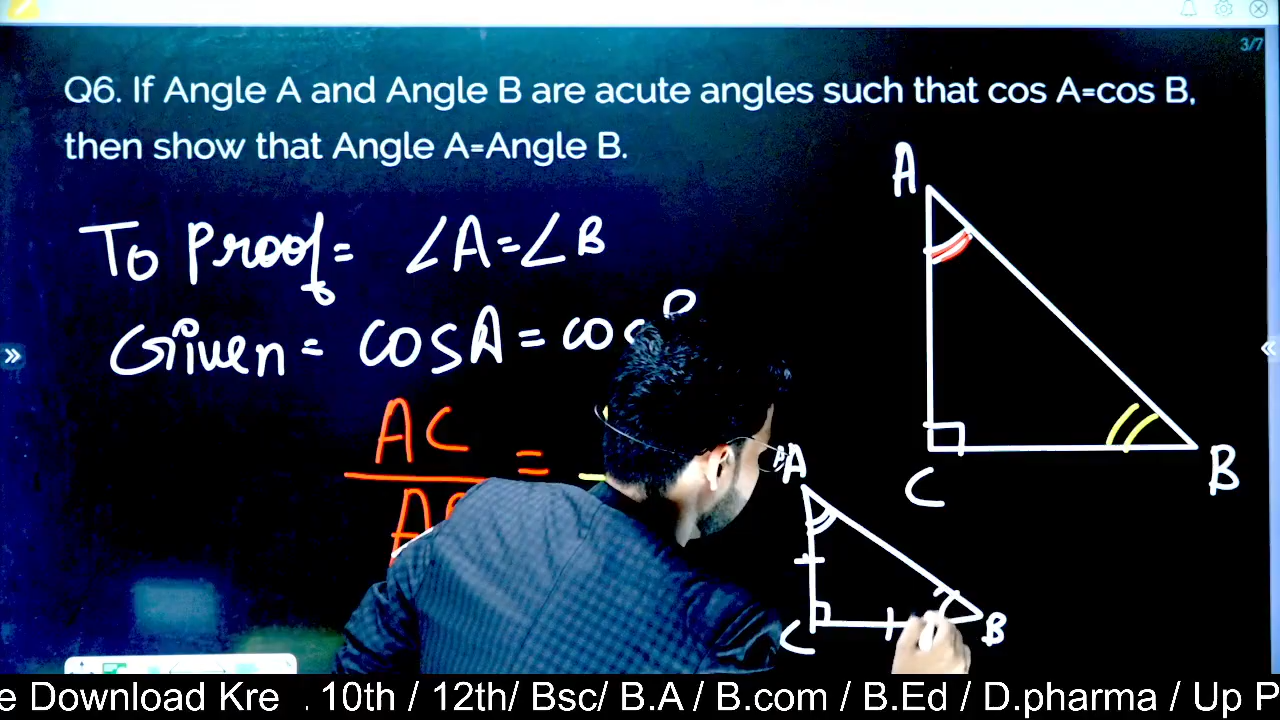 3/7
Q6. If Angle A and Angle B are acute angles such that cos A=cos B,
then show that Angle A=Angle B.
To Proof= ∠A=∠B
Given = cosA = cos
A
C
B
AC
=
A
A
C
B
e Download Kre . 10th / 12th/ Bsc/ B.A / B.com / B.Ed / D.pharma / Up P